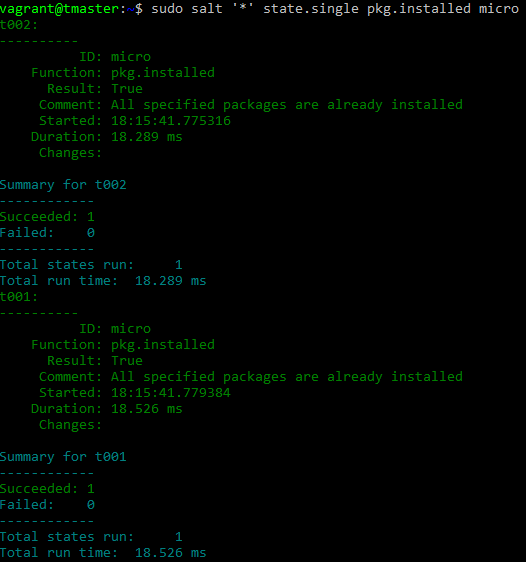 vagrant@tmaster:~$ sudo salt '*' state.single pkg.installed micro
t002:
----------
          ID: micro
    Function: pkg.installed
      Result: True
     Comment: All specified packages are already installed
     Started: 18:15:41.775316
    Duration: 18.289 ms
     Changes:

Summary for t002
------------
Succeeded: 1
Failed:    0
------------
Total states run:     1
Total run time:  18.289 ms
t001:
----------
          ID: micro
    Function: pkg.installed
      Result: True
     Comment: All specified packages are already installed
     Started: 18:15:41.779384
    Duration: 18.526 ms
     Changes:

Summary for t001
------------
Succeeded: 1
Failed:    0
------------
Total states run:     1
Total run time:  18.526 ms